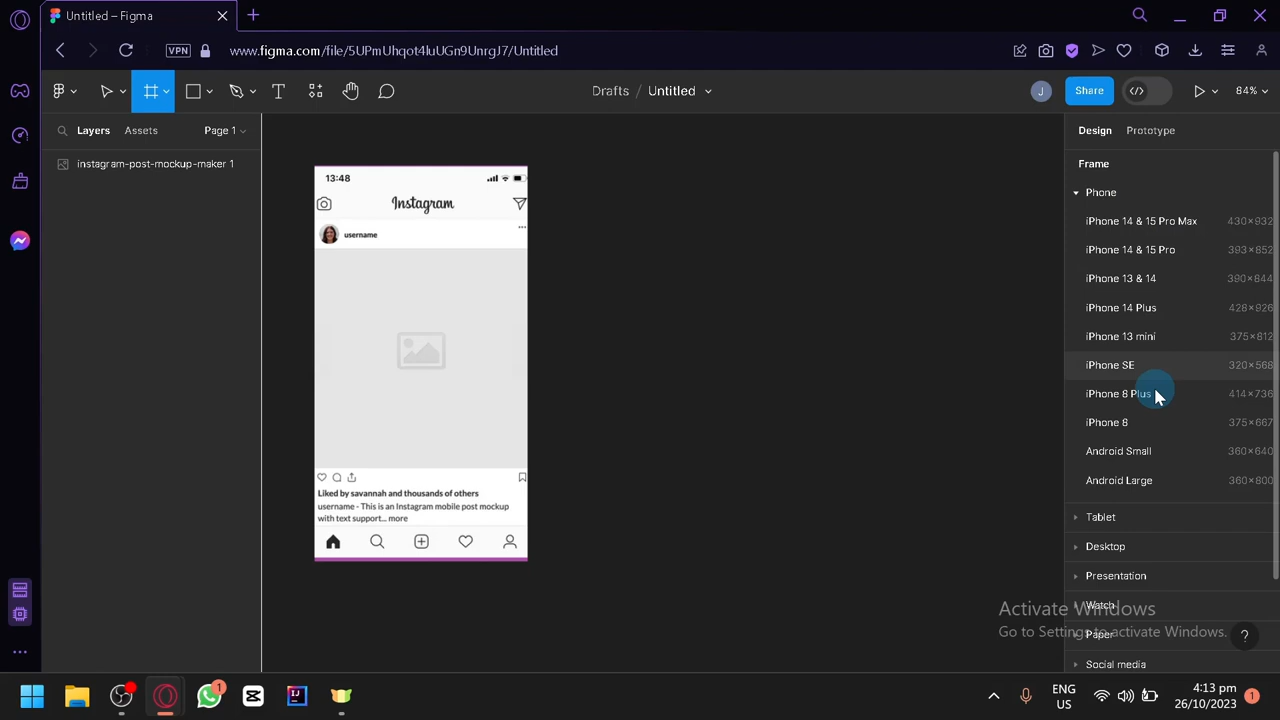 Untitled – Figma
VPN
www.figma.com/file/5UPmUhqot4luUGn9UnrgJ7/Untitled
Drafts / Untitled
J
Share
84%
Layers
Assets
Page 1
Design
Prototype
instagram-post-mockup-maker 1
Frame
Phone
iPhone 14 & 15 Pro Max 430×932
iPhone 14 & 15 Pro 393×852
iPhone 13 & 14 390×844
iPhone 14 Plus 428×926
iPhone 13 mini 375×812
iPhone SE 320×568
iPhone 8 Plus 414×736
iPhone 8 375×667
Android Small 360×640
Android Large 360×800
Tablet
Desktop
Presentation
Watch
Paper
Social media
13:48
Instagram
username
Liked by savannah and thousands of others
username - This is an Instagram mobile post mockup
with text support... more
Activate Windows
Go to Settings to activate Windows.
?
1
ENG
US
4:13 pm
26/10/2023
1